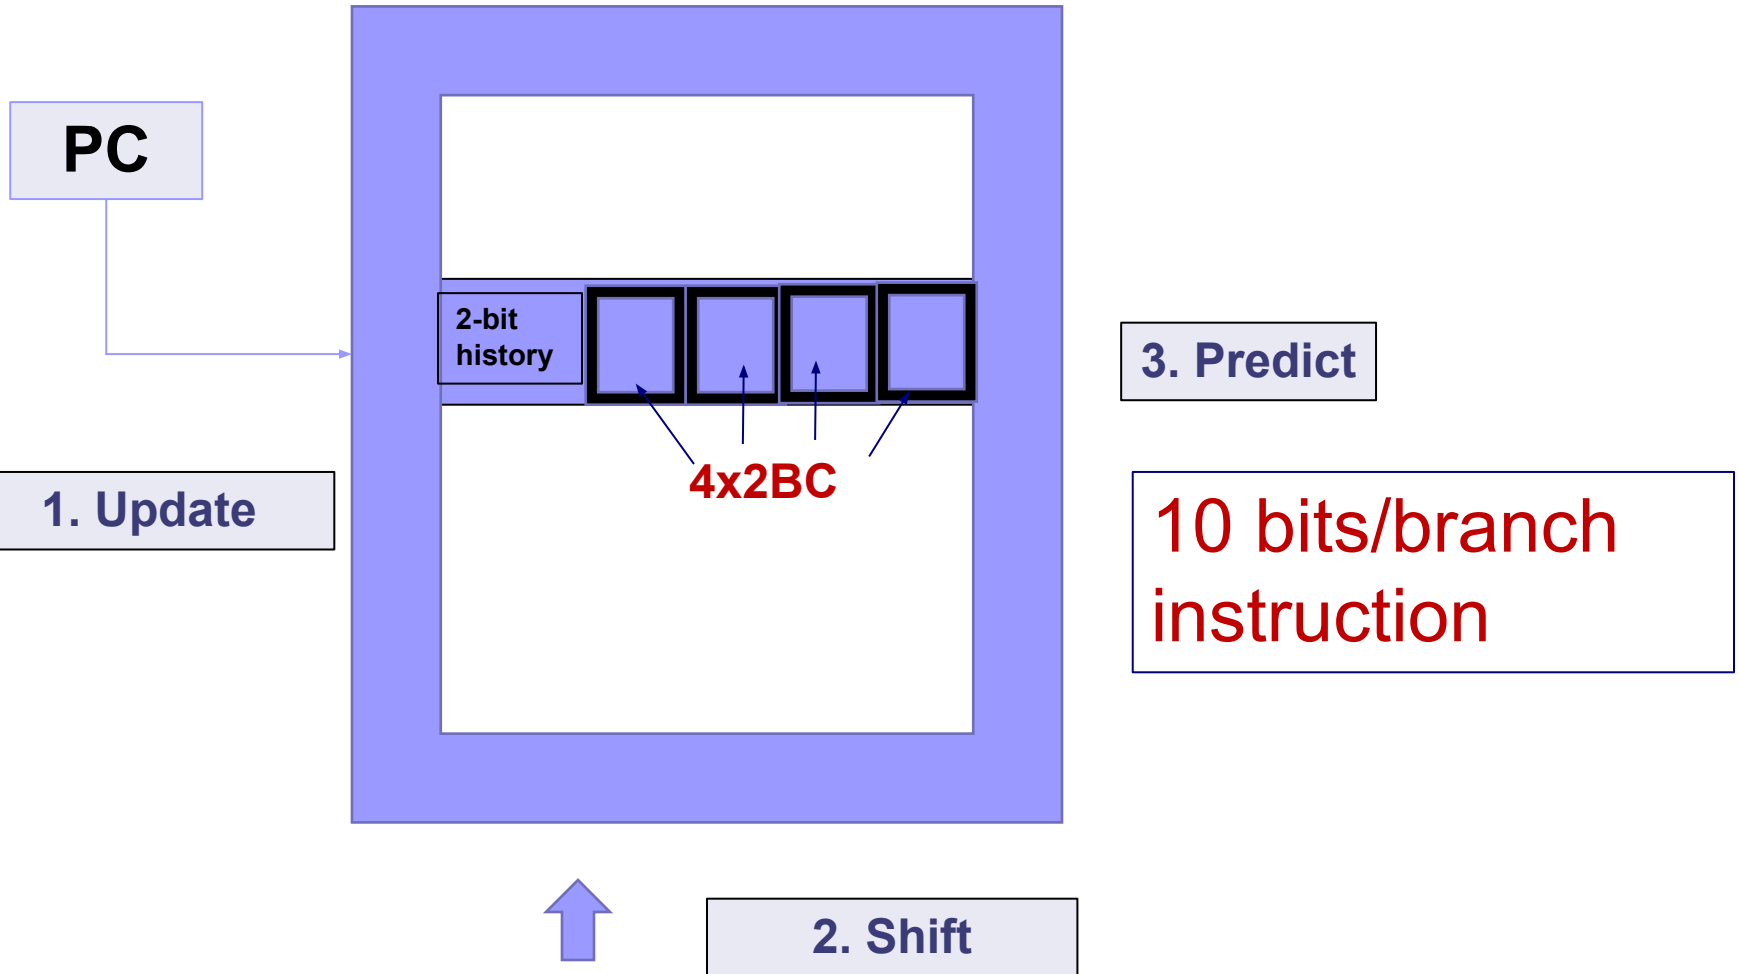 PC
2-bit
history
3. Predict
4x2BC
1. Update
10 bits/branch
instruction
2. Shift